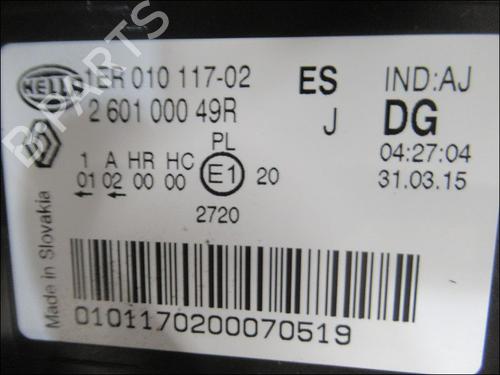 HELLA 1ER 010 117-02 ES IND:AJ
2 601 000 49R J DG
PL 04:27:04
1 A HR HC E1 20 31.03.15
01 02 00 00
2720
Made in Slovakia
0101170200070519
B-PARTS